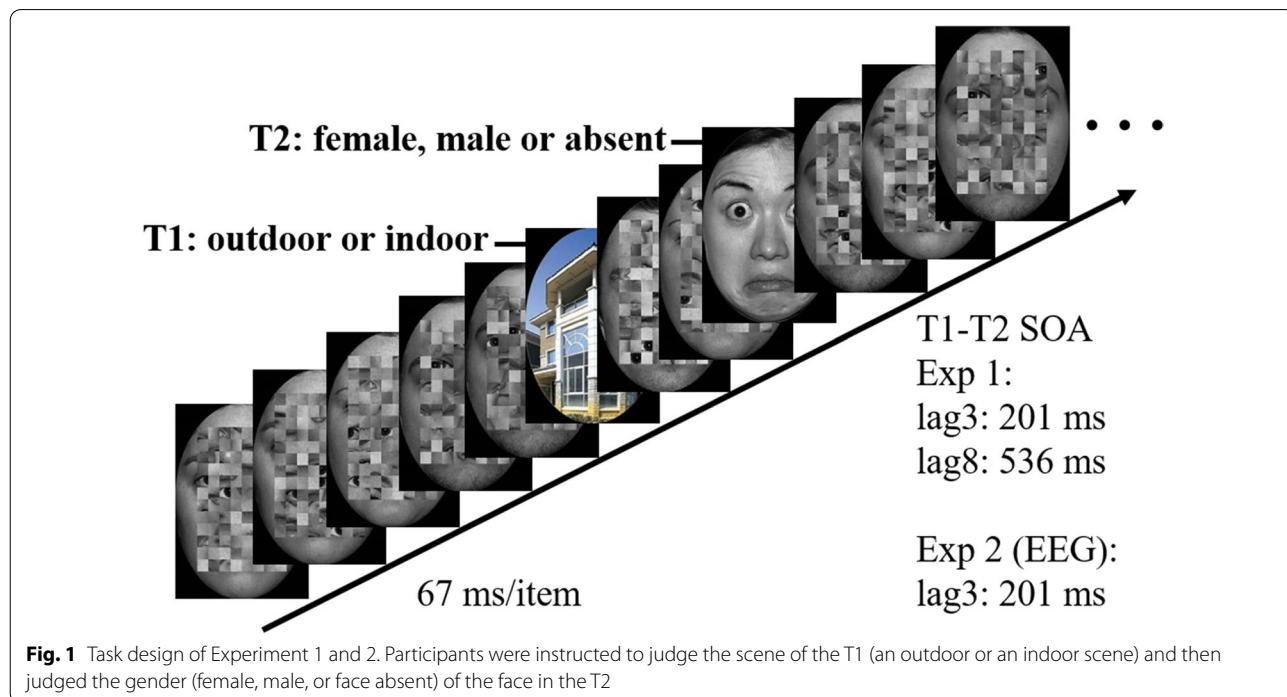 T2: female, male or absent
T1: outdoor or indoor
T1-T2 SOA
Exp 1:
lag3: 201 ms
lag8: 536 ms
Exp 2 (EEG):
lag3: 201 ms
67 ms/item
Fig. 1 Task design of Experiment 1 and 2. Participants were instructed to judge the scene of the T1 (an outdoor or an indoor scene) and then
judged the gender (female, male, or face absent) of the face in the T2